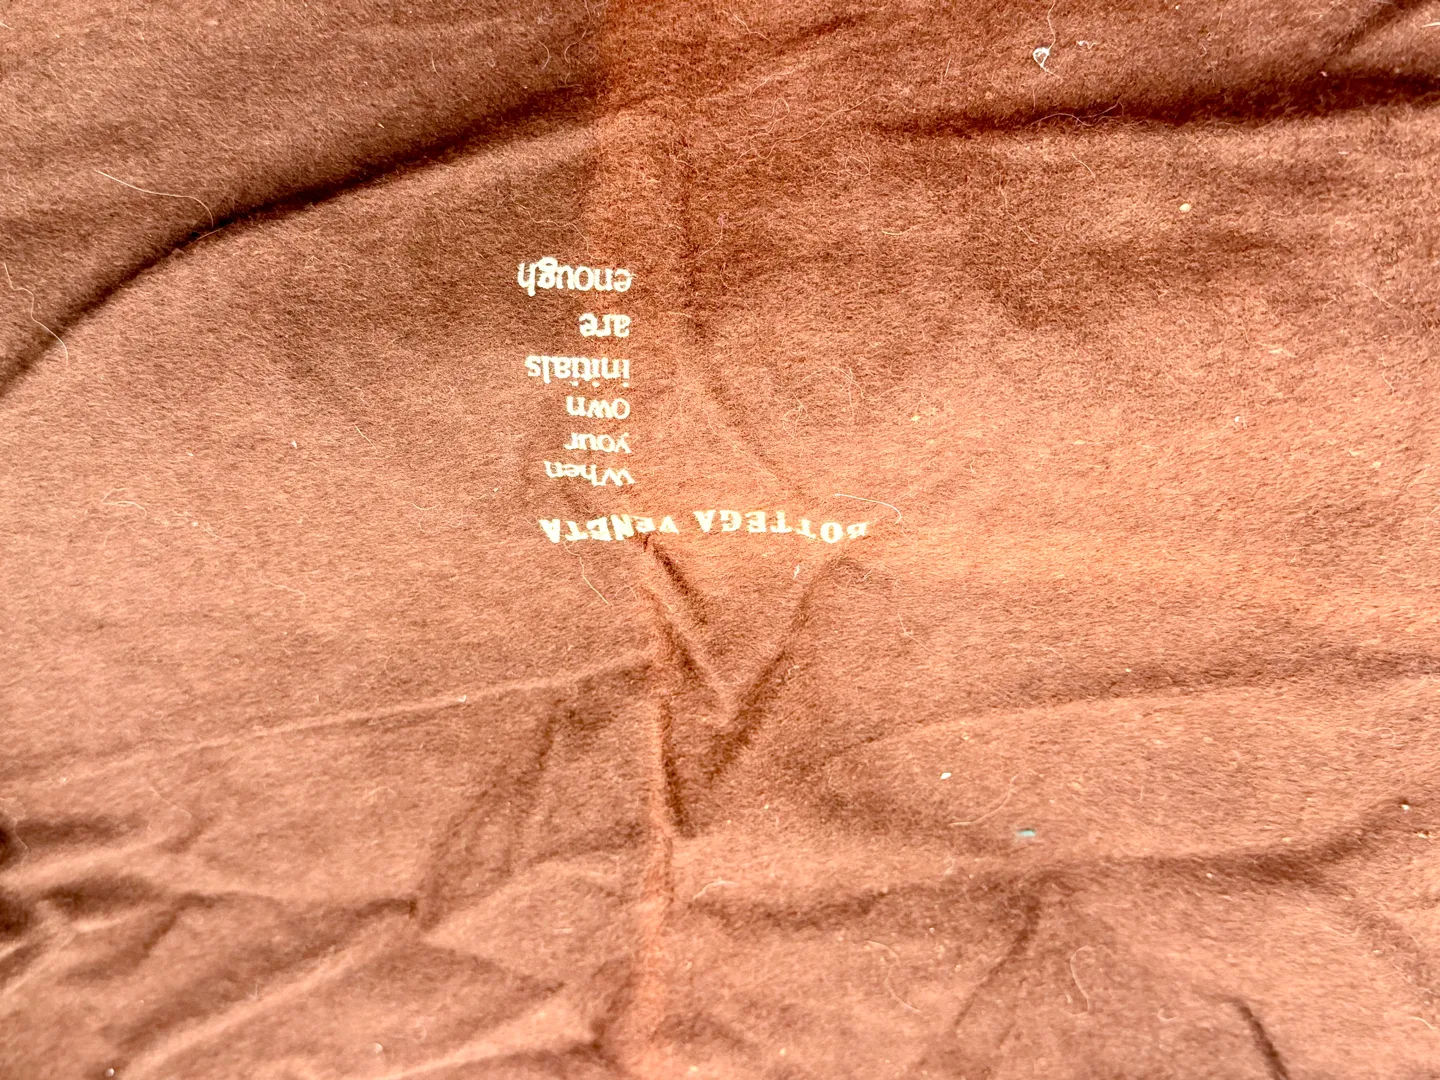 BOTTEGA VENETA
When
your
own
initials
are
enough